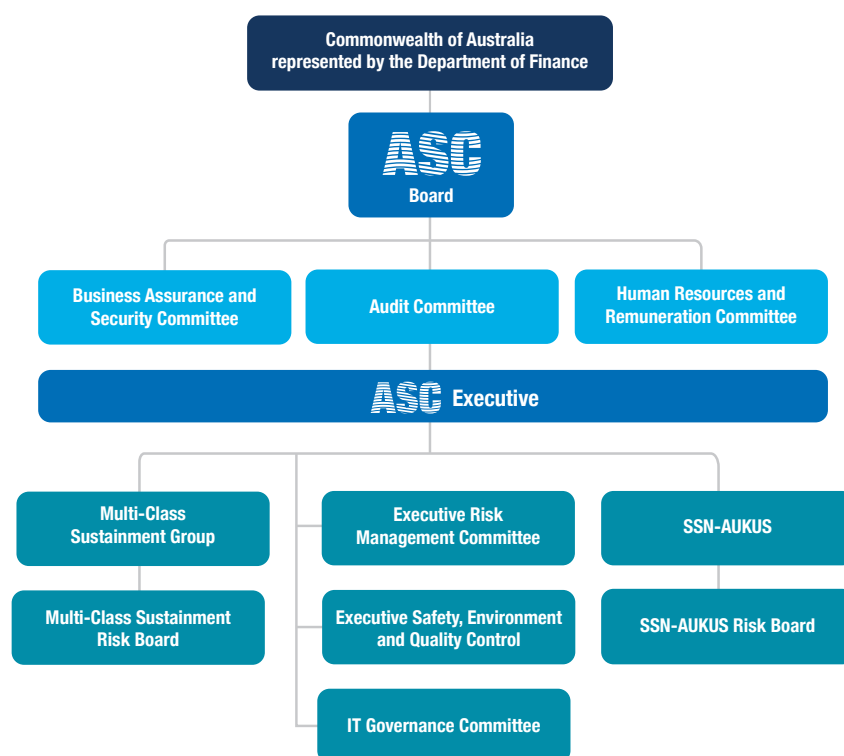 Commonwealth of Australia
represented by the Department of Finance
ASC
Board
Business Assurance and
Security Committee
Audit Committee
Human Resources and
Remuneration Committee
ASC Executive
Multi-Class
Sustainment Group
Executive Risk
Management Committee
SSN-AUKUS
Multi-Class Sustainment
Risk Board
Executive Safety, Environment
and Quality Control
SSN-AUKUS Risk Board
IT Governance Committee